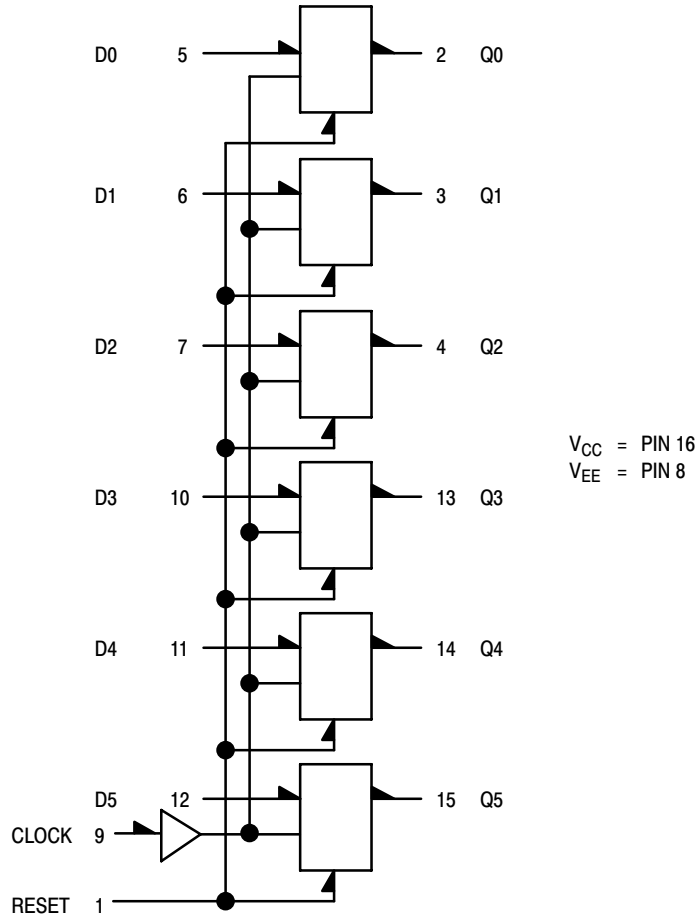 D0 5 2 Q0
D1 6 3 Q1
D2 7 4 Q2
V_CC = PIN 16
V_EE = PIN 8
D3 10 13 Q3
D4 11 14 Q4
D5 12 15 Q5
CLOCK 9
RESET 1